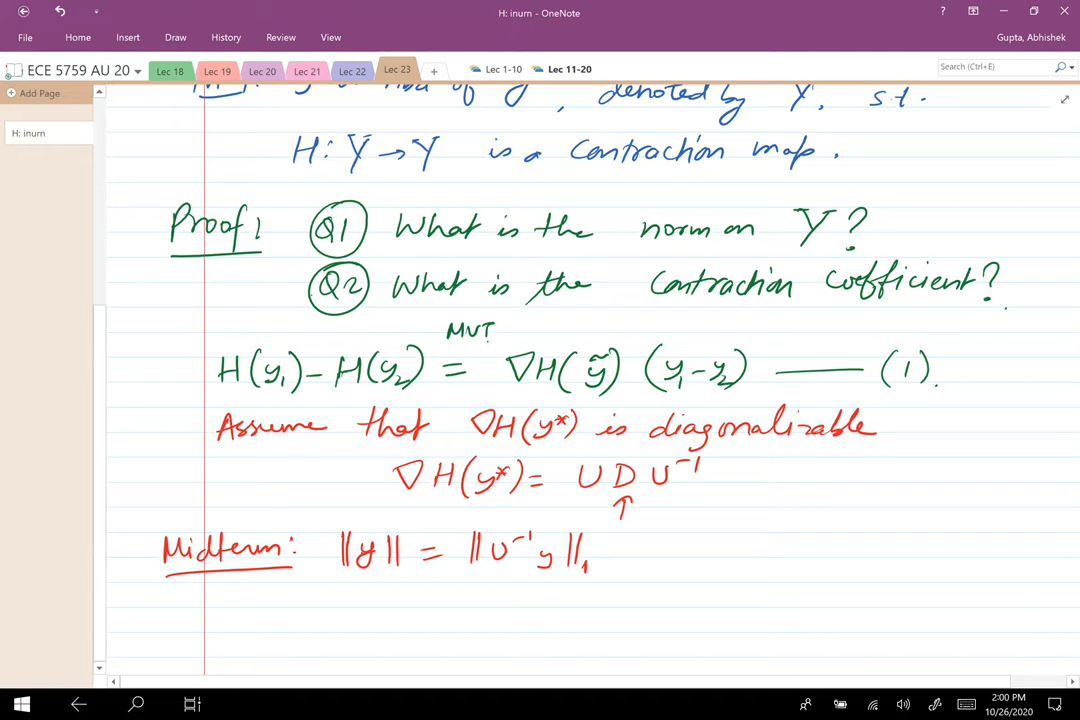 H: inurn - OneNote
Gupta, Abhishek
File Home Insert Draw History Review View
ECE 5759 AU 20 Lec 18 Lec 19 Lec 20 Lec 21 Lec 22 Lec 23 Lec 1-10 Lec 11-20 Search (Ctrl+E)
Add Page
H: inurn
of y, denoted by Y, s.t.
H: Y → Y is a contraction map.
Proof: Q1 What is the norm on Y?
Q2 What is the contraction coefficient?
MVT
H(y₁) - H(y₂) = ∇H(ỹ) (y₁-y₂) —— (1).
Assume that ∇H(y*) is diagonalizable
∇H(y*) = U D U⁻¹
↑
Midterm: ||y|| = ||U⁻¹y||₁
2:00 PM
10/26/2020